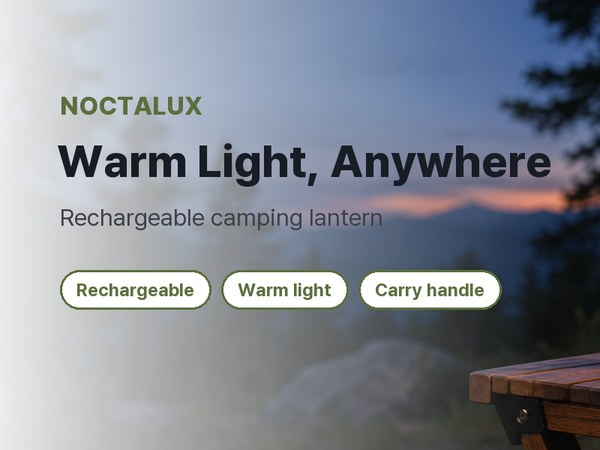 NOCTALUX
Warm Light, Anywhere
Rechargeable camping lantern
Rechargeable Warm light Carry handle